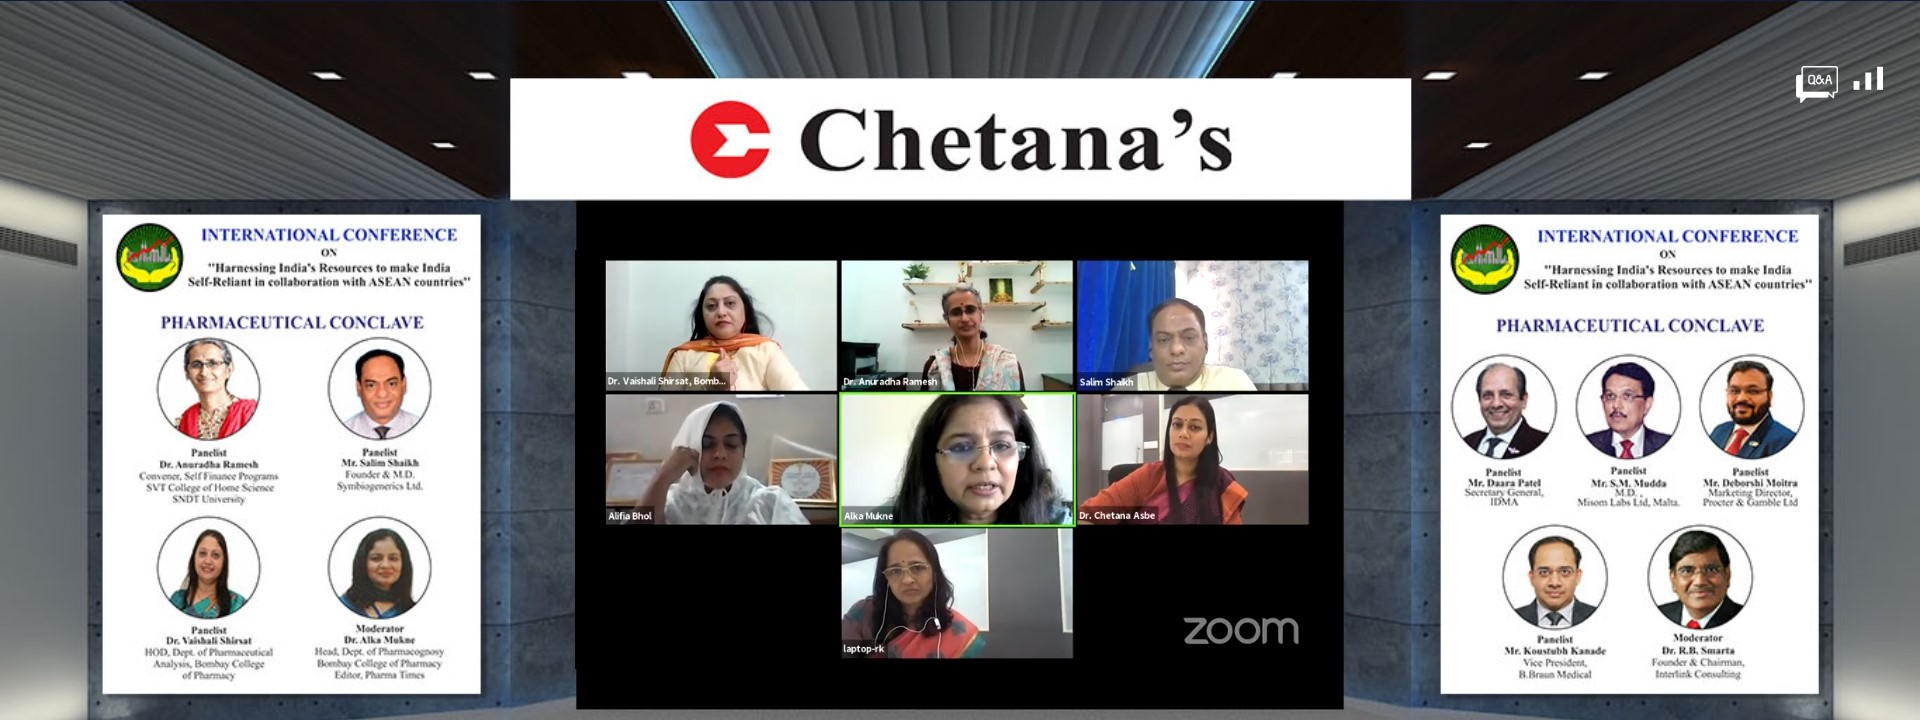 Q&A
Chetana's
INTERNATIONAL CONFERENCE
ON
"Harnessing India's Resources to make India
Self-Reliant in collaboration with ASEAN countries"
PHARMACEUTICAL CONCLAVE
Panelist
Dr. Anuradha Ramesh
Convener, Self Finance Programs
SVT College of Home Science
SNDT University
Panelist
Mr. Salim Shaikh
Founder & M.D.
Symbiogenerics Ltd.
Panelist
Dr. Vaishali Shirsat
HOD, Dept. of Pharmaceutical
Analysis, Bombay College
of Pharmacy
Moderator
Dr. Alka Mukne
Head, Dept. of Pharmacognosy
Bombay College of Pharmacy
Editor, Pharma Times
Dr. Vaishali Shirsat, Bomb...
Dr. Anuradha Ramesh
Salim Shaikh
Alifia Bhol
Alka Mukne
Dr. Chetana Asbe
laptop-rk
zoom
INTERNATIONAL CONFERENCE
ON
"Harnessing India's Resources to make India
Self-Reliant in collaboration with ASEAN countries"
PHARMACEUTICAL CONCLAVE
Panelist
Mr. Daara Patel
Secretary General,
IDMA
Panelist
Mr. S.M. Mudda
M.D. ,
Misom Labs Ltd, Malta.
Panelist
Mr. Deborshi Moitra
Marketing Director,
Procter & Gamble Ltd
Panelist
Mr. Koustubh Kanade
Vice President,
B.Braun Medical
Moderator
Dr. R.B. Smarta
Founder & Chairman,
Interlink Consulting